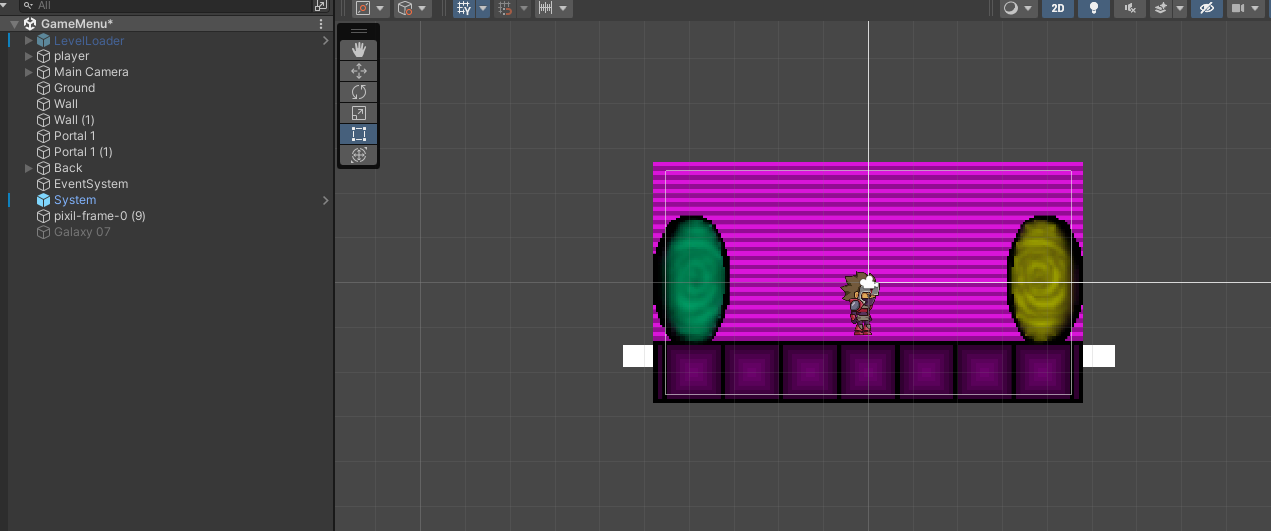 All
GameMenu*
2D
LevelLoader
player
Main Camera
Ground
Wall
Wall (1)
Portal 1
Portal 1 (1)
Back
EventSystem
System
pixil-frame-0 (9)
Galaxy 07